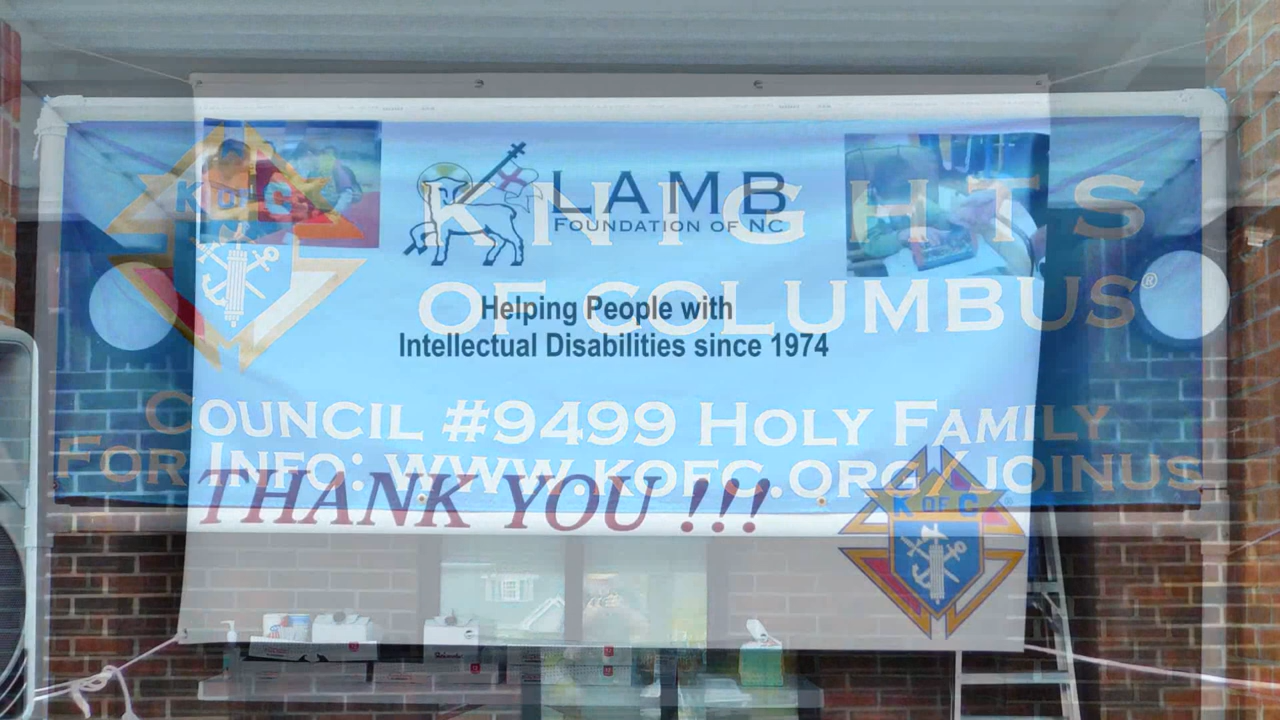 K OF C
LAMB
FOUNDATION OF NC
KNIGHTS
OF COLUMBUS®
Helping People with
Intellectual Disabilities since 1974
COUNCIL #9499 HOLY FAMILY
FOR INFO: WWW.KOFC.ORG/JOINUS
THANK YOU !!!
K OF C